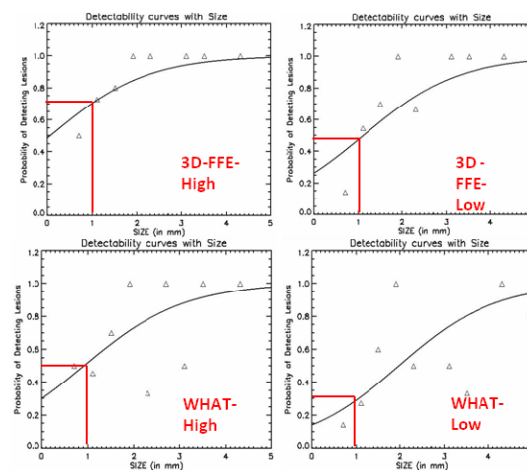 Detectability curves with Size
Probability of Detecting Lesions
1.2
1.0
0.8
0.6
0.4
0.2
0.0
0 1 2 3 4 5
SIZE (in mm)
3D-FFE-
High
Detectability curves with Size
Probability of Detecting Lesions
1.2
1.0
0.8
0.6
0.4
0.2
0.0
0 1 2 3 4
SIZE (in mm)
3D -
FFE-
Low
Detectability curves with Size
Probability of Detecting Lesions
1.2
1.0
0.8
0.6
0.4
0.2
0.0
0 1 2 3 4 5
SIZE (in mm)
WHAT-
High
Detectability curves with Size
Probability of Detecting Lesions
1.2
1.0
0.8
0.6
0.4
0.2
0.0
0 1 2 3 4
SIZE (in mm)
WHAT-
Low